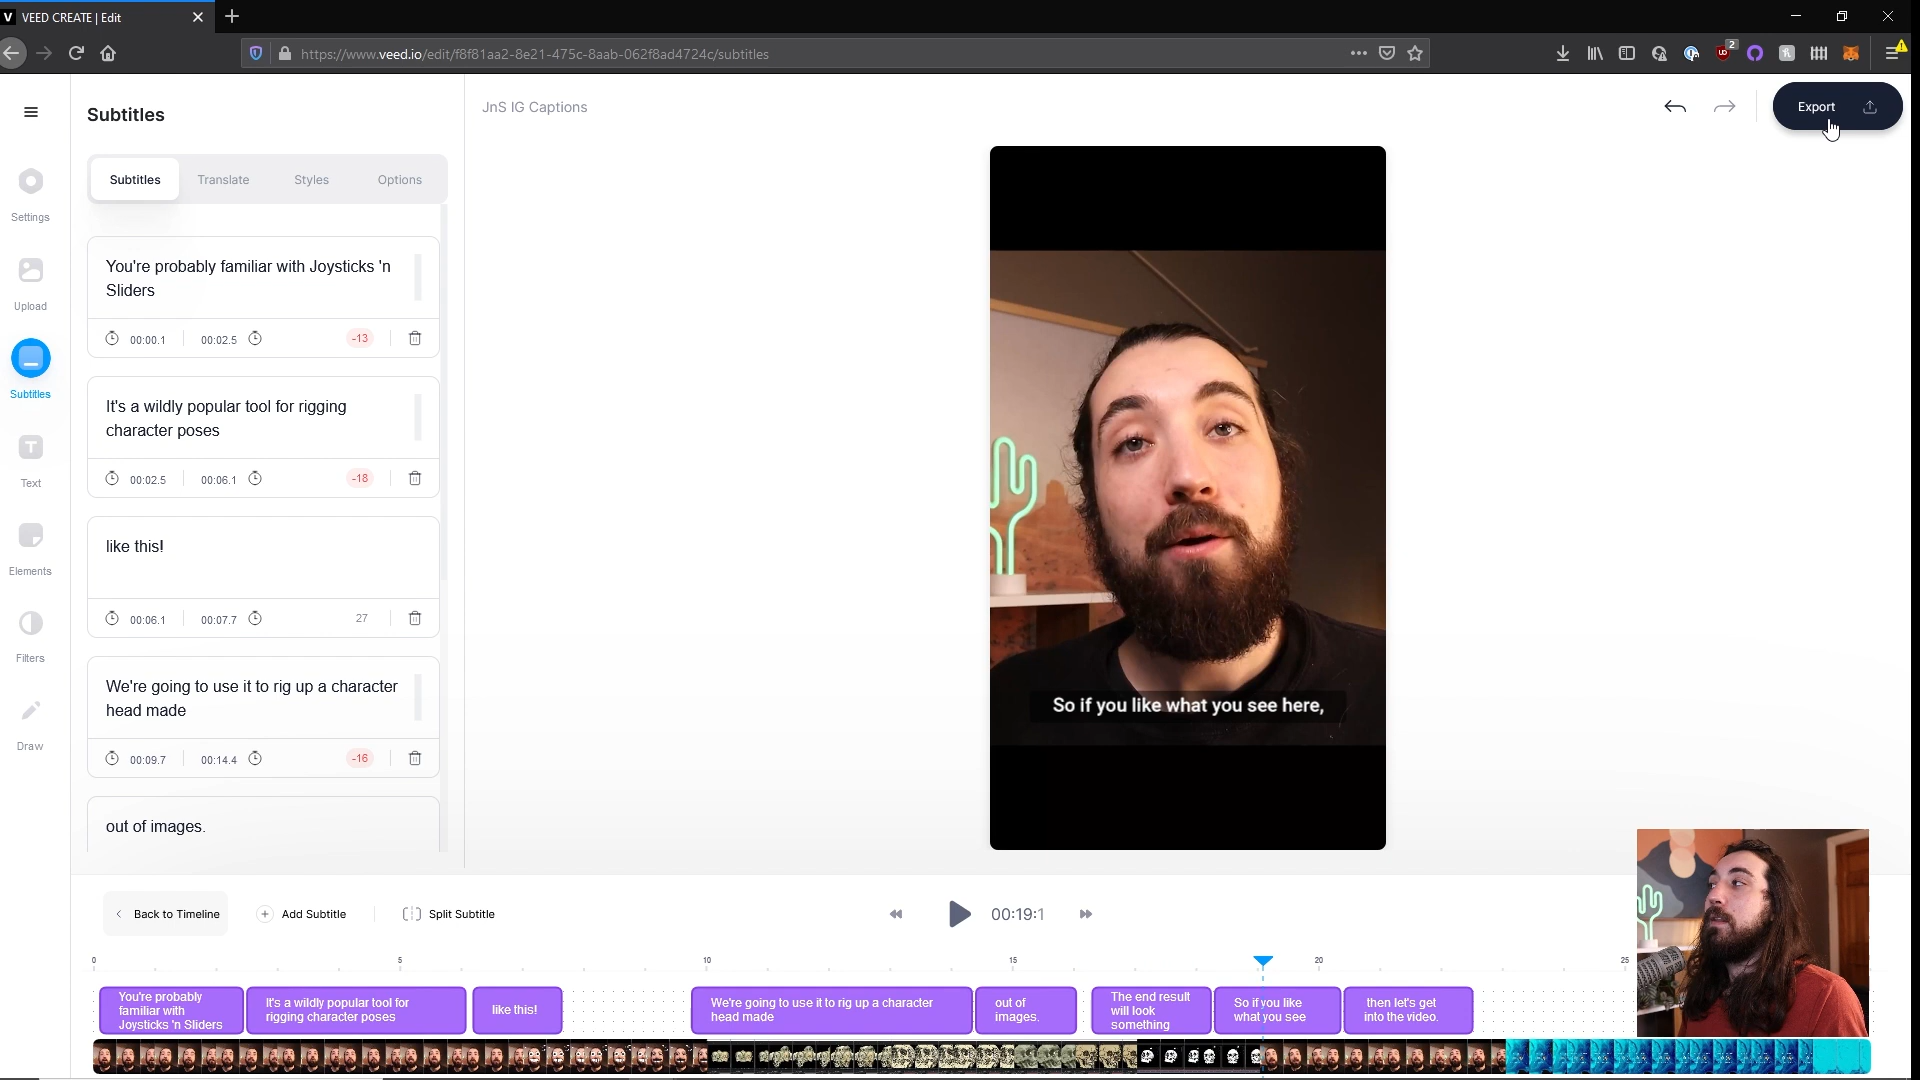 VEED CREATE | Edit
https://www.veed.io/edit/f8f81aa2-8e21-475c-8aab-062f8ad4724c/subtitles
2
Subtitles
JnS IG Captions
Export
Subtitles
Translate
Styles
Options
Settings
Upload
Subtitles
Text
Elements
Filters
Draw
You're probably familiar with Joysticks 'n
Sliders
00:00.1
00:02.5
-13
It's a wildly popular tool for rigging
character poses
00:02.5
00:06.1
-18
like this!
00:06.1
00:07.7
27
We're going to use it to rig up a character
head made
00:09.7
00:14.4
-16
out of images.
So if you like what you see here,
Back to Timeline
Add Subtitle
Split Subtitle
00:19:1
0
5
10
15
20
25
You're probably
familiar with
Joysticks 'n Sliders
It's a wildly popular tool for
rigging character poses
like this!
We're going to use it to rig up a character
head made
out of
images.
The end result
will look
something
So if you like
what you see
then let's get
into the video.